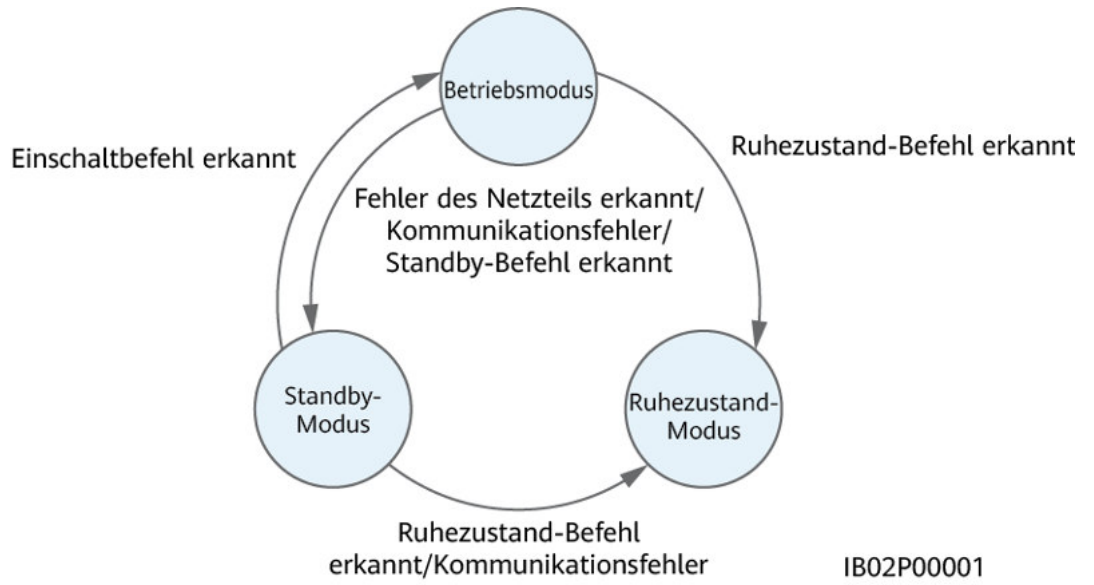 Betriebsmodus
Einschaltbefehl erkannt
Ruhezustand-Befehl erkannt
Fehler des Netzteils erkannt/
Kommunikationsfehler/
Standby-Befehl erkannt
Standby-
Modus
Ruhezustand-
Modus
Ruhezustand-Befehl
erkannt/Kommunikationsfehler
IB02P00001